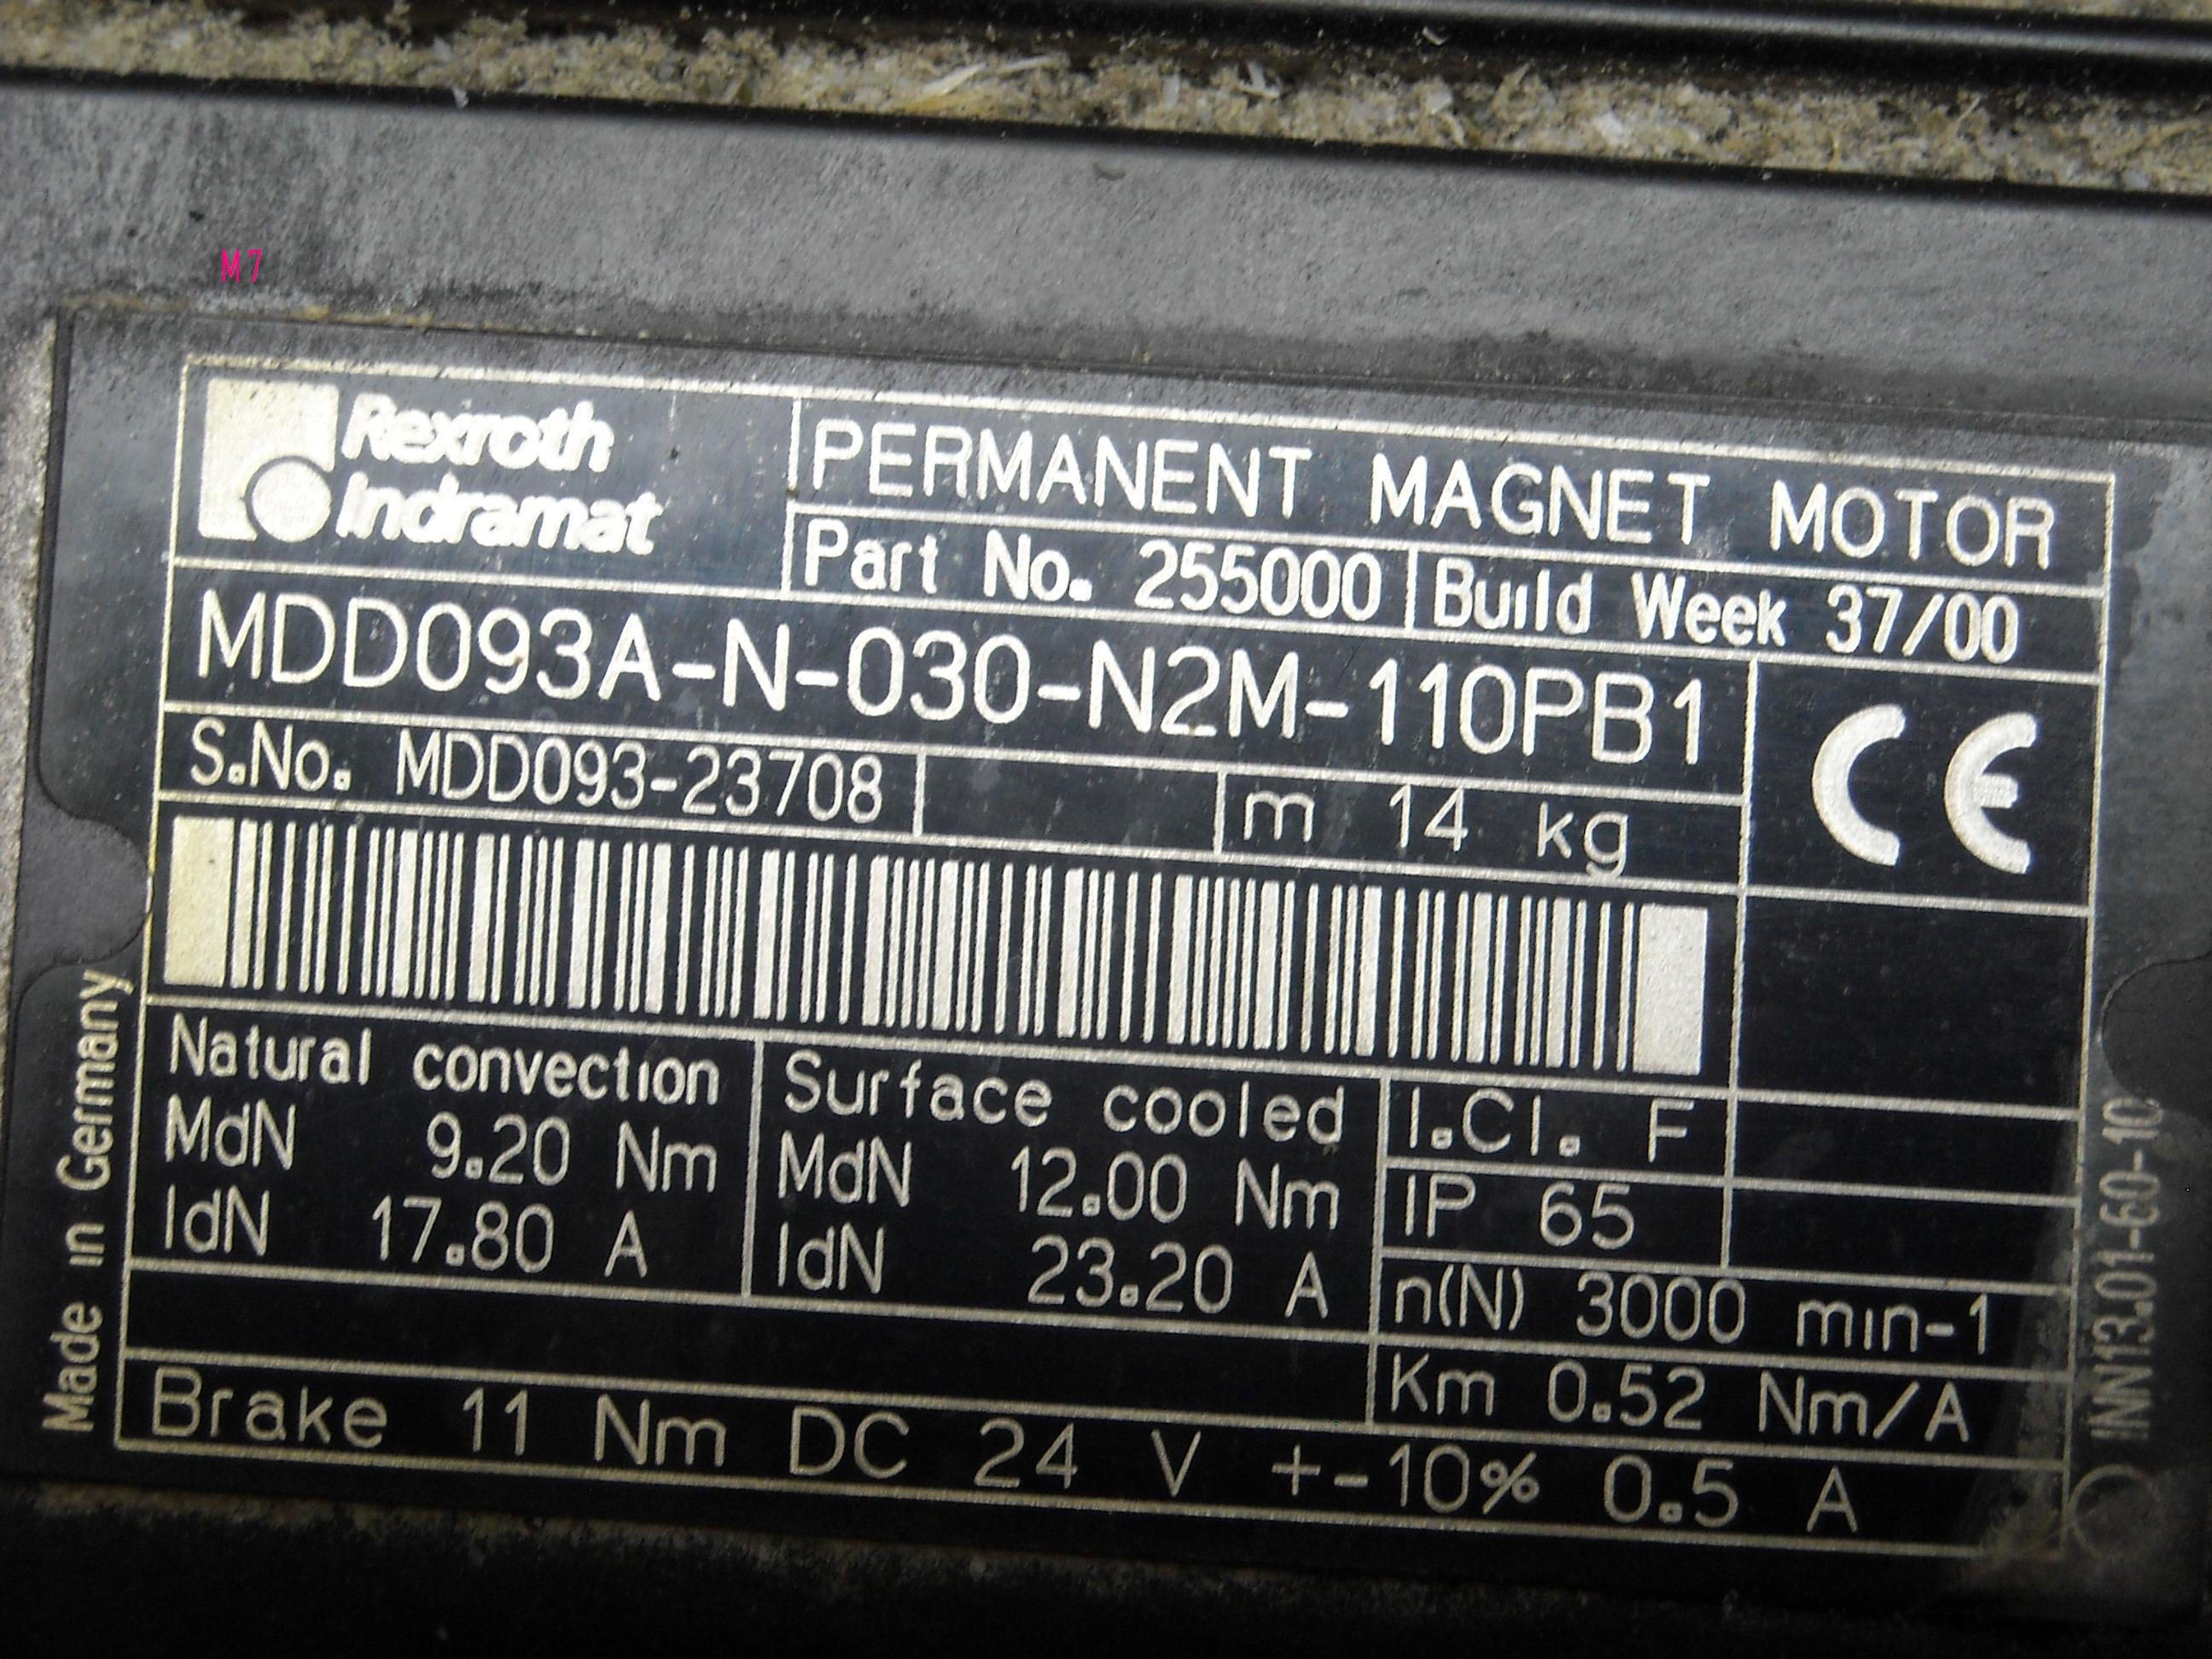 M7
Rexroth
Indramat
PERMANENT MAGNET MOTOR
Part No. 255000 Build Week 37/00
MDD093A-N-030-N2M-110PB1
CE
S.No. MDD093-23708 m 14 kg
Natural convection
MdN 9.20 Nm
IdN 17.80 A
Surface cooled
MdN 12.00 Nm
IdN 23.20 A
I.Cl. F
IP 65
n(N) 3000 min-1
Km 0.52 Nm/A
Brake 11 Nm DC 24 V +-10% 0.5 A
Made in Germany
INN13.01-60-10